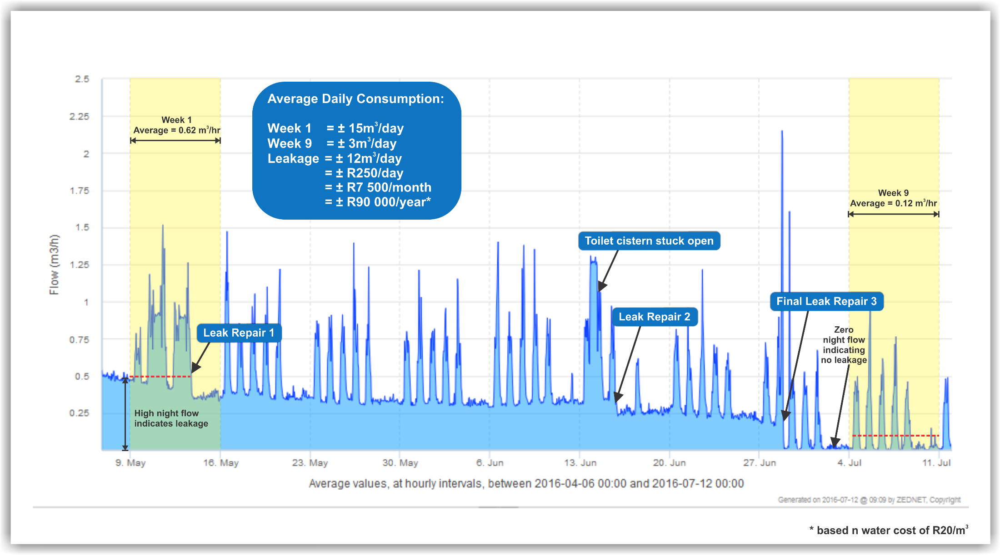 2.5
2.25
2
1.75
1.5
1.25
1
0.75
0.5
0.25
Flow (m3/h)
Week 1
Average = 0.62 m³/hr
Average Daily Consumption:
Week 1 = ± 15m³/day
Week 9 = ± 3m³/day
Leakage = ± 12m³/day
= ± R250/day
= ± R7 500/month
= ± R90 000/year*
Week 9
Average = 0.12 m³/hr
Toilet cistern stuck open
Leak Repair 1
Leak Repair 2
Final Leak Repair 3
Zero
night flow
indicating
no leakage
High night flow
indicates leakage
9. May 16. May 23. May 30. May 6. Jun 13. Jun 20. Jun 27. Jun 4. Jul 11. Jul
Average values, at hourly intervals, between 2016-04-06 00:00 and 2016-07-12 00:00
Generated on 2016-07-12 @ 09:09 by ZEDNET, Copyright
* based n water cost of R20/m³